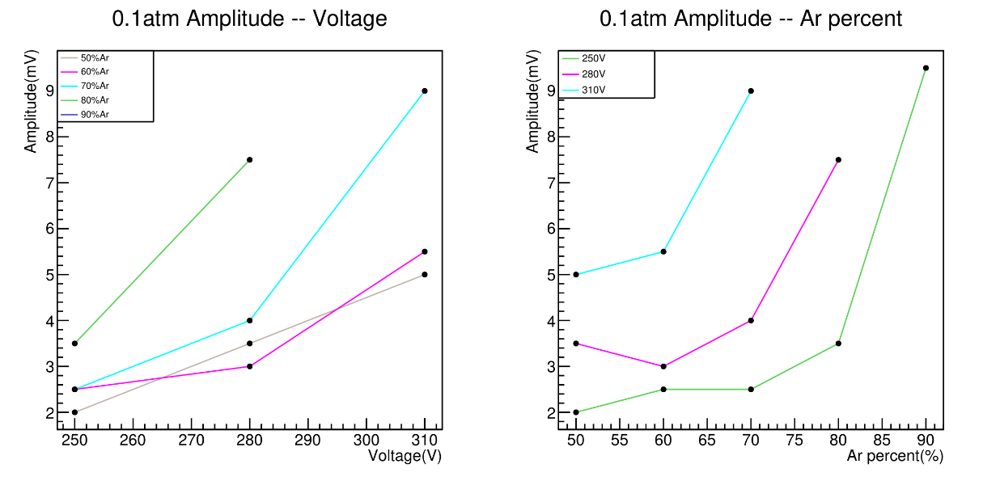 0.1atm Amplitude -- Voltage
Amplitude(mV)
50%Ar
60%Ar
70%Ar
80%Ar
90%Ar
9
8
7
6
5
4
3
2
250 260 270 280 290 300 310
Voltage(V)
0.1atm Amplitude -- Ar percent
Amplitude(mV)
250V
280V
310V
9
8
7
6
5
4
3
2
50 55 60 65 70 75 80 85 90
Ar percent(%)